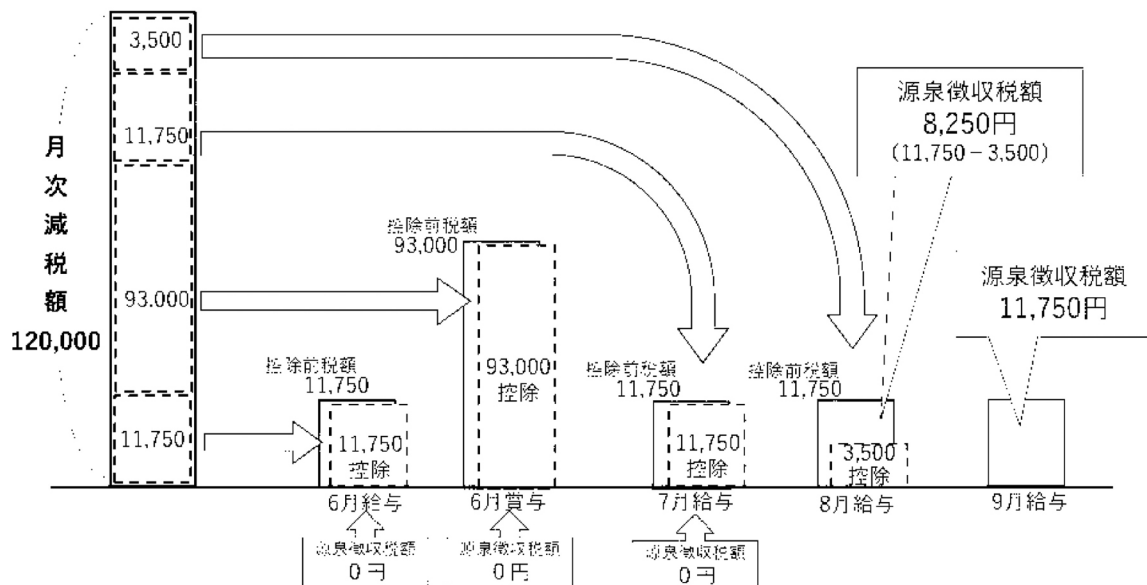 月次減税額
120,000
3,500
11,750
93.000
11,750
控除前税額
11,750
11,750
控除
6月給与
源泉徴収税額
0円
控除前税額
93,000
93,000
控除
6月賞与
源泉徴収税額
0円
控除前税額
11,750
11,750
控除
7月給与
源泉徴収税額
0円
控除前税額
11,750
3,500
控除
8月給与
源泉徴収税額
8,250円
(11,750－3,500)
源泉徴収税額
11,750円
9月給与